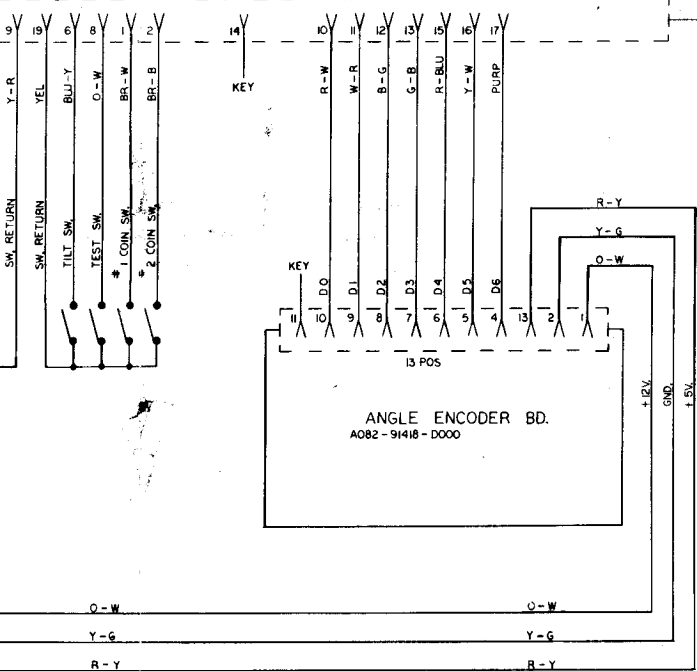 9 19 6 8 1 2 14 10 11 12 13 15 16 17
Y-R
YEL
BLU-Y
O-W
BR-W
BR-B
KEY
R-W
W-R
B-G
G-B
R-BLU
Y-W
PURP
SW. RETURN
SW. RETURN
TILT SW.
TEST SW.
# 1 COIN SW.
# 2 COIN SW.
R-Y
Y-G
O-W
KEY
D0
D1
D2
D3
D4
D5
D6
11 10 9 8 7 6 5 4 13 2 1
13 POS
+12V.
GND.
+5V.
ANGLE ENCODER BD.
A082-91418-D000
O-W O-W
Y-G Y-G
R-Y R-Y